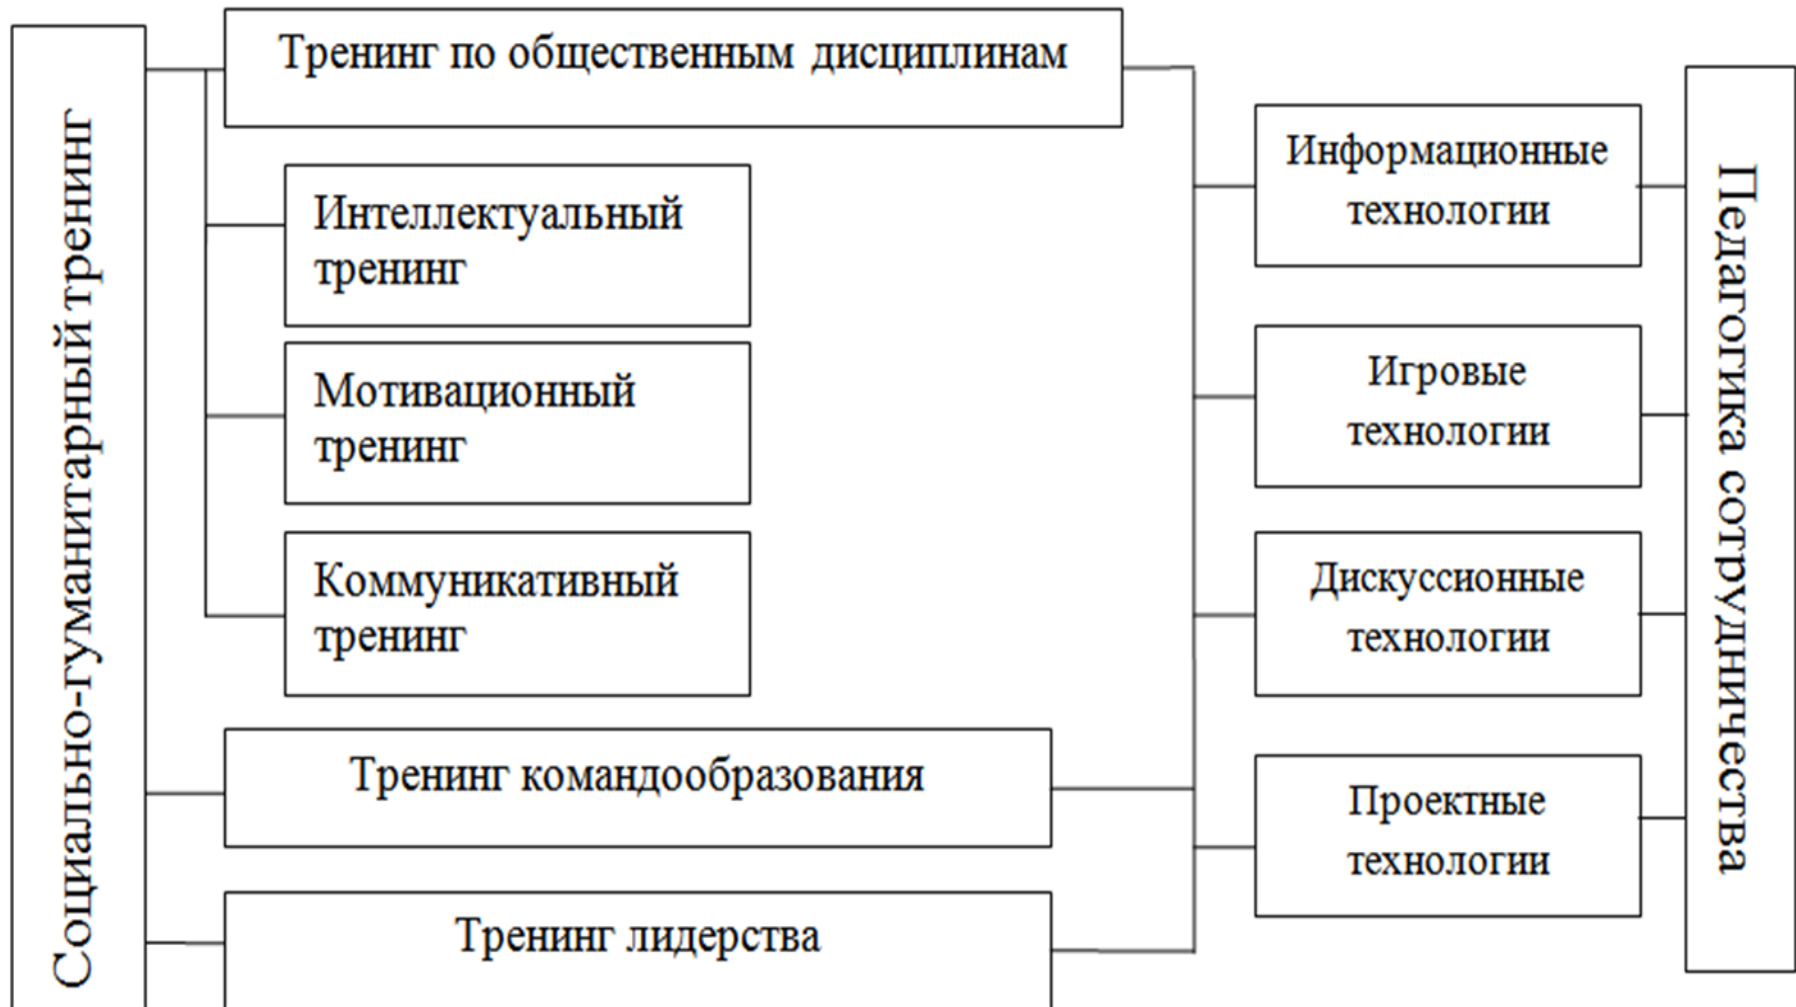 Социально-гуманитарный тренинг
Тренинг по общественным дисциплинам
Интеллектуальный
тренинг
Мотивационный
тренинг
Коммуникативный
тренинг
Тренинг командообразования
Тренинг лидерства
Информационные
технологии
Игровые
технологии
Дискуссионные
технологии
Проектные
технологии
Педагогика сотрудничества